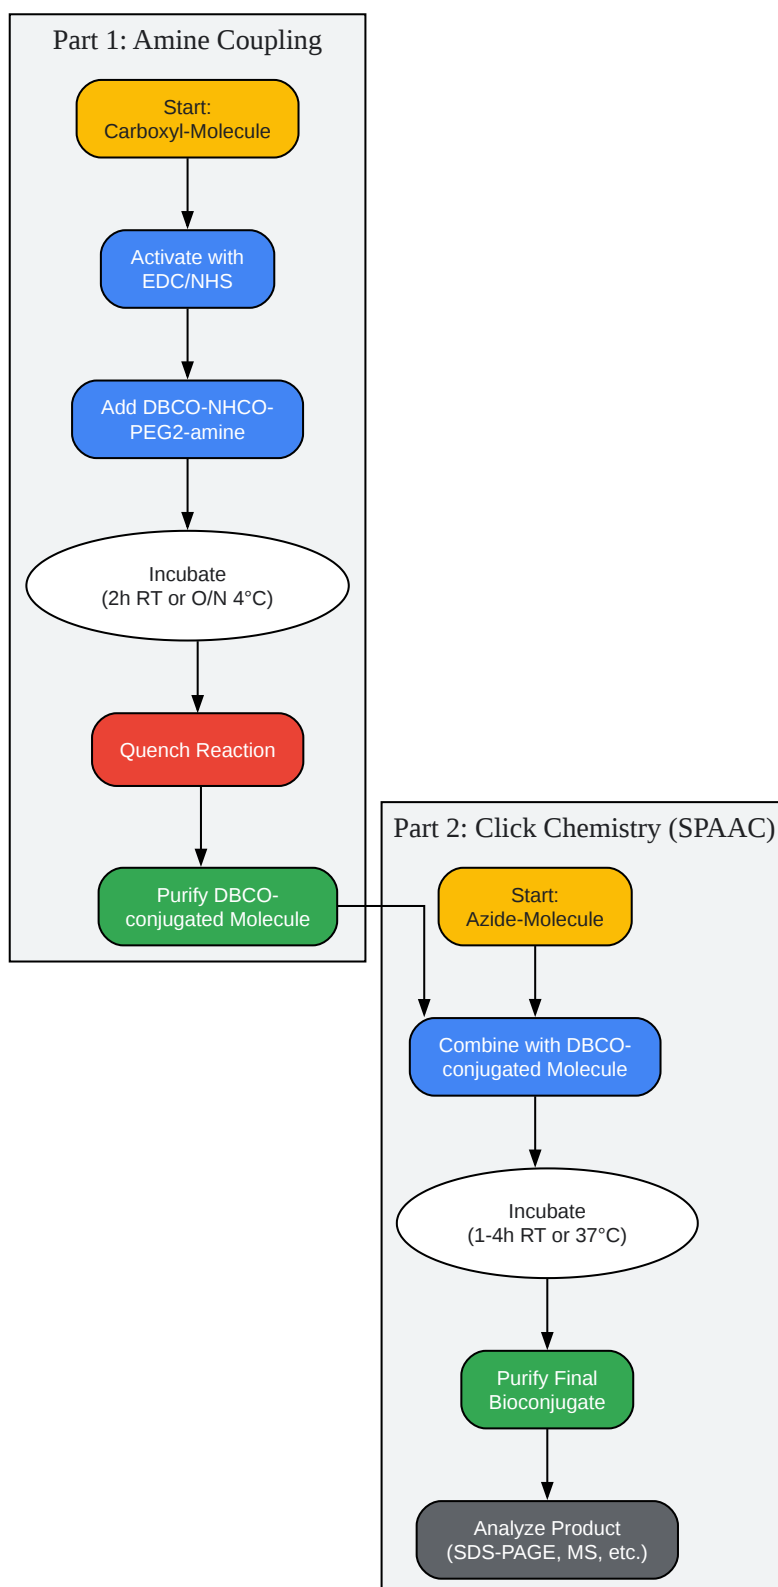 Part 1: Amine Coupling
Start:
Carboxyl-Molecule
Activate with
EDC/NHS
Add DBCO-NHCO-
PEG2-amine
Incubate
(2h RT or O/N 4°C)
Quench Reaction
Purify DBCO-
conjugated Molecule
Part 2: Click Chemistry (SPAAC)
Start:
Azide-Molecule
Combine with DBCO-
conjugated Molecule
Incubate
(1-4h RT or 37°C)
Purify Final
Bioconjugate
Analyze Product
(SDS-PAGE, MS, etc.)